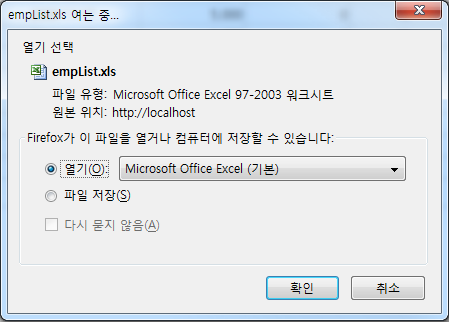 empList.xls 여는 중...
열기 선택
empList.xls
파일 유형: Microsoft Office Excel 97-2003 워크시트
원본 위치: http://localhost
Firefox가 이 파일을 열거나 컴퓨터에 저장할 수 있습니다:
열기(O): Microsoft Office Excel (기본)
파일 저장(S)
다시 묻지 않음(A)
확인 취소